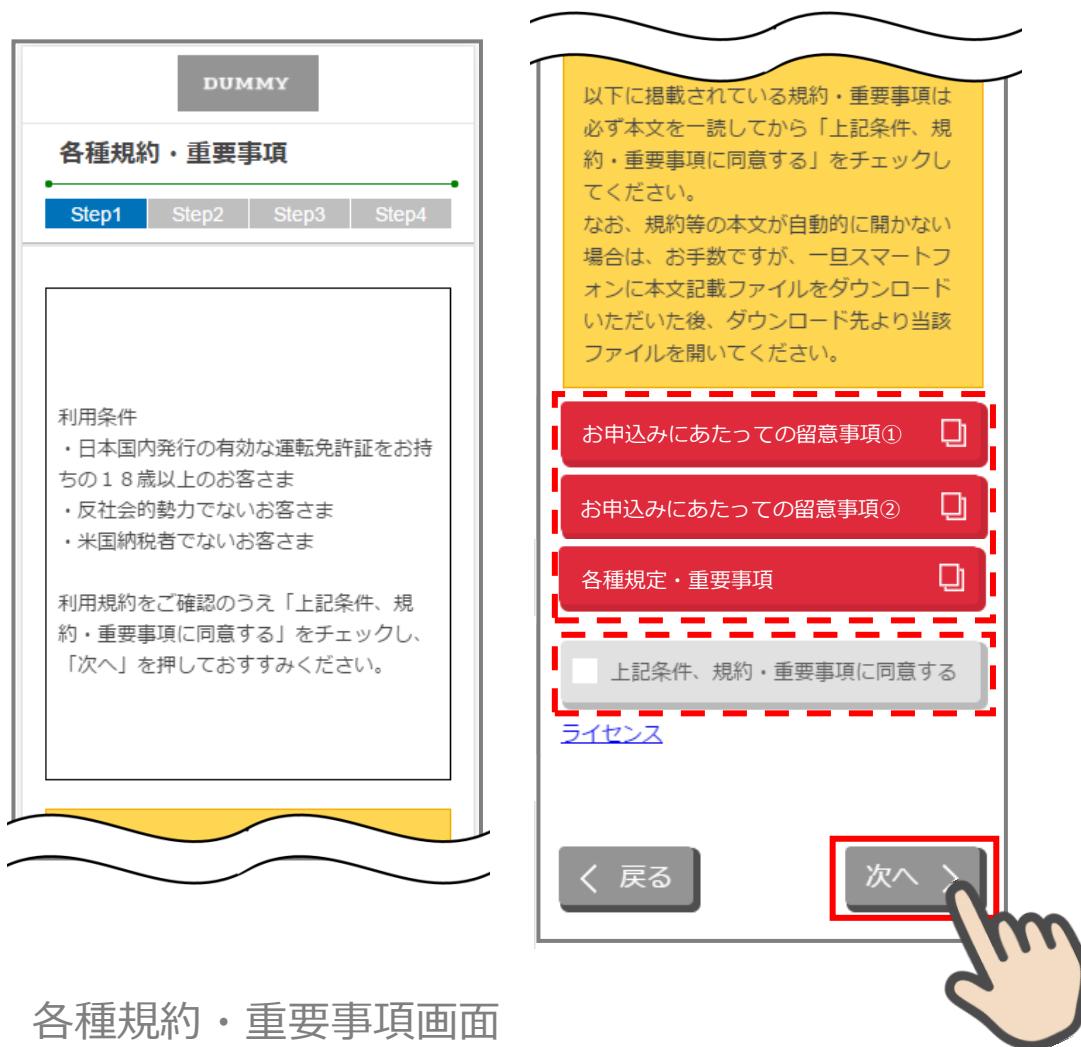 DUMMY
各種規約・重要事項
Step1 Step2 Step3 Step4
利用条件
・日本国内発行の有効な運転免許証をお持
ちの１８歳以上のお客さま
・反社会的勢力でないお客さま
・米国納税者でないお客さま
利用規約をご確認のうえ「上記条件、規
約・重要事項に同意する」をチェックし、
「次へ」を押しておすすみください。
以下に掲載されている規約・重要事項は
必ず本文を一読してから「上記条件、規
約・重要事項に同意する」をチェックし
てください。
なお、規約等の本文が自動的に開かない
場合は、お手数ですが、一旦スマートフ
ォンに本文記載ファイルをダウンロード
いただいた後、ダウンロード先より当該
ファイルを開いてください。
お申込みにあたっての留意事項①
お申込みにあたっての留意事項②
各種規定・重要事項
上記条件、規約・重要事項に同意する
ライセンス
戻る
次へ
各種規約・重要事項画面